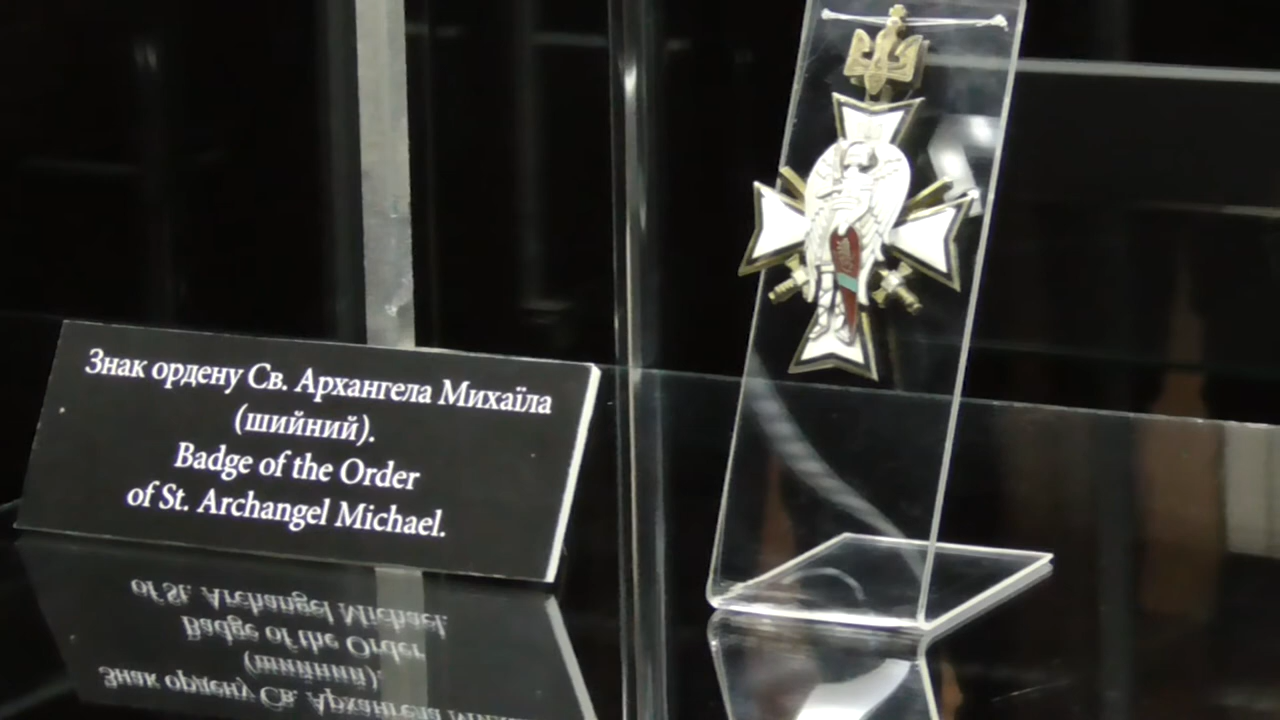 Знак ордену Св. Архангела Михаїла
(шийний).
Badge of the Order
of St. Archangel Michael.